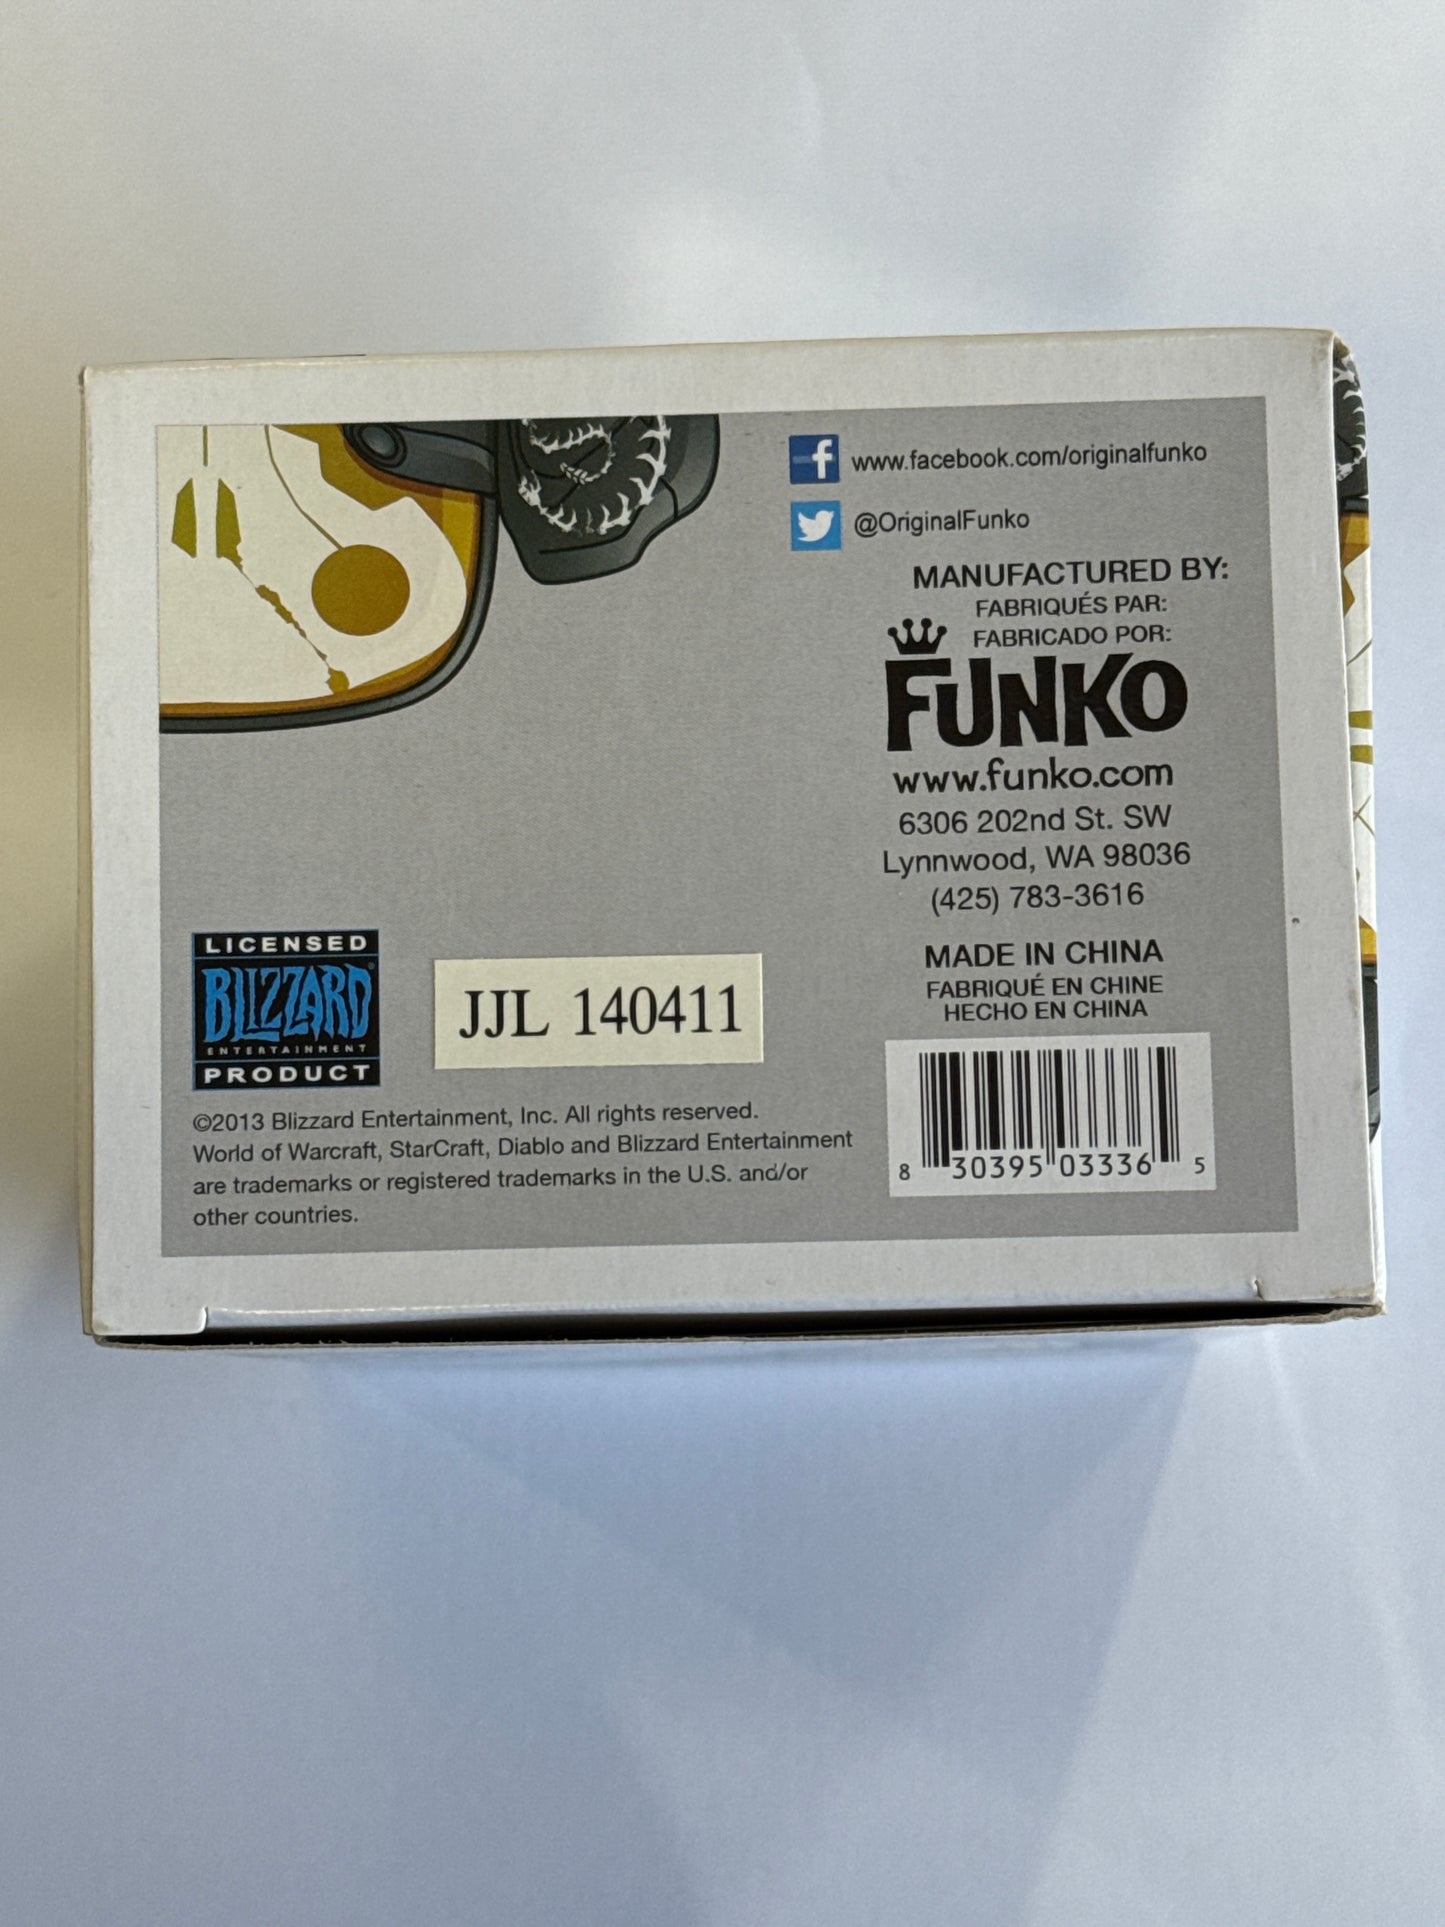 www.facebook.com/originalfunko
@OriginalFunko
MANUFACTURED BY:
FABRIQUÉS PAR:
FABRICADO POR:
FUNKO
www.funko.com
6306 202nd St. SW
Lynnwood, WA 98036
(425) 783-3616
MADE IN CHINA
FABRIQUÉ EN CHINE
HECHO EN CHINA
8 30395 03336 5
LICENSED
BLIZZARD®
ENTERTAINMENT
PRODUCT
JJL 140411
©2013 Blizzard Entertainment, Inc. All rights reserved.
World of Warcraft, StarCraft, Diablo and Blizzard Entertainment
are trademarks or registered trademarks in the U.S. and/or
other countries.